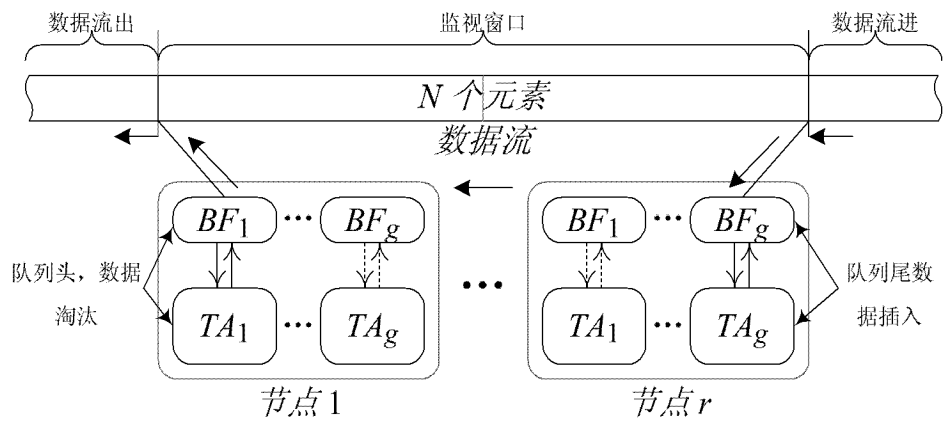 数据流出 监视窗口 数据流进
N 个元素
数据流
BF1 ··· BFg BF1 ··· BFg
队列头，数据 队列尾数
淘汰 ··· 据插入
TA1 ··· TAg TA1 ··· TAg
节点1 节点r